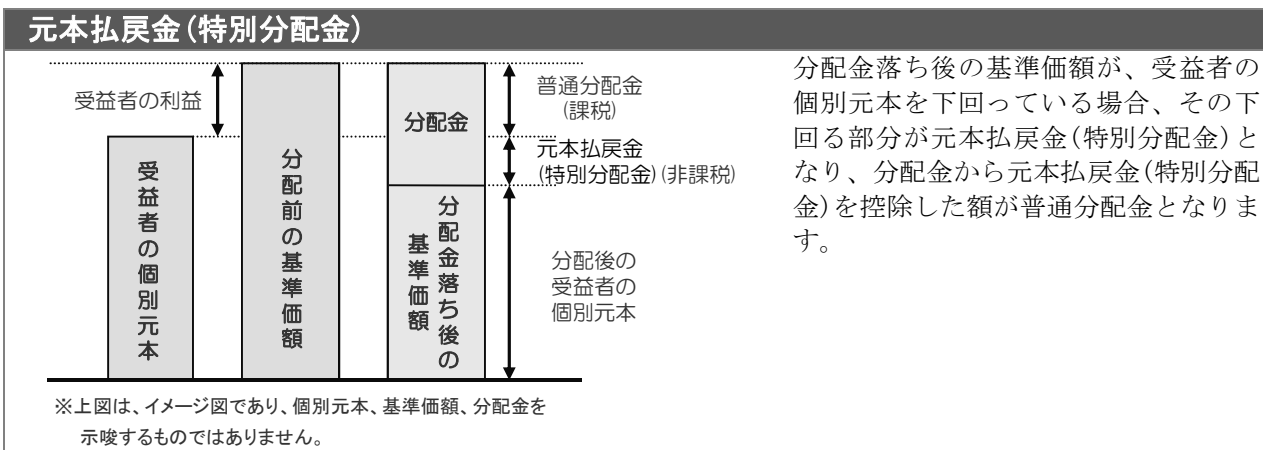 元本払戻金(特別分配金)
受益者の利益
受益者の個別元本
分配前の基準価額
分配金
分配金落ち後の
基準価額
普通分配金
(課税)
元本払戻金
(特別分配金)(非課税)
分配後の
受益者の
個別元本
※上図は、イメージ図であり、個別元本、基準価額、分配金を
示唆するものではありません。
分配金落ち後の基準価額が、受益者の
個別元本を下回っている場合、その下
回る部分が元本払戻金(特別分配金)と
なり、分配金から元本払戻金(特別分配
金)を控除した額が普通分配金となりま
す。